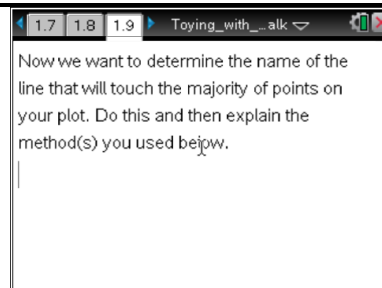 1.7 1.8 1.9 Toying_with_...alk
Now we want to determine the name of the
line that will touch the majority of points on
your plot. Do this and then explain the
method(s) you used below.